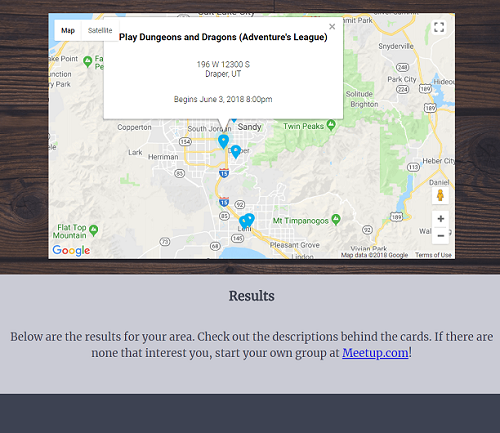 Salt Lake City
Map
Satellite
Play Dungeons and Dragons (Adventure's League)
196 W 12300 S
Draper, UT
Begins June 3, 2018 8:00pm
Summit
Snyderville
Park City
Solitude
Brighton
Copperton
South Jordan
Sandy
Twin Peaks
Lark
Herriman
Draper
Heber City
Daniel
Flat Top
Mountain
Lehi
Mt Timpanogos
Pleasant Grove
Vivian Park
Google
Map data ©2018 Google
Terms of Use
Results
Below are the results for your area. Check out the descriptions behind the cards. If there are
none that interest you, start your own group at Meetup.com!